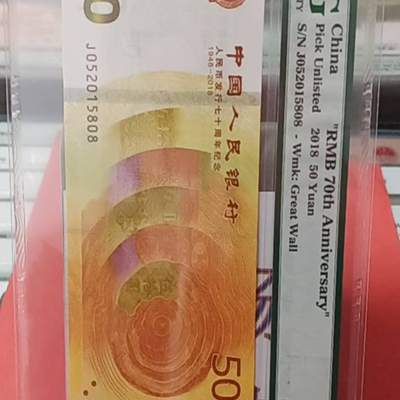 China
"RMB 70th Anniversary"
Pick Unlisted
2018 50 Yuan
S/N J052015808 - Wmk: Great Wall
中国人民银行
人民币发行七十周年纪念
1948-2018
J052015808
0
50